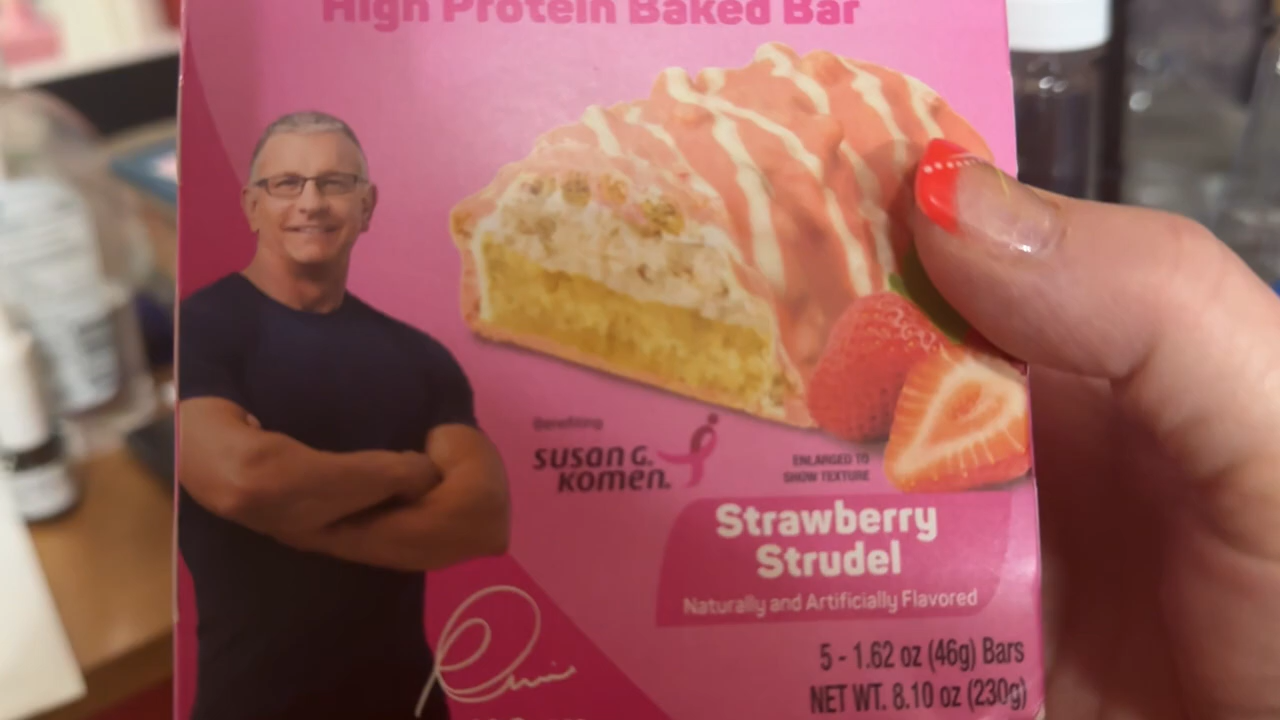 High Protein Baked Bar
Benefiting
susan G.
komen.
ENLARGED TO
SHOW TEXTURE
Strawberry
Strudel
Naturally and Artificially Flavored
5 - 1.62 oz (46g) Bars
NET WT. 8.10 oz (230g)